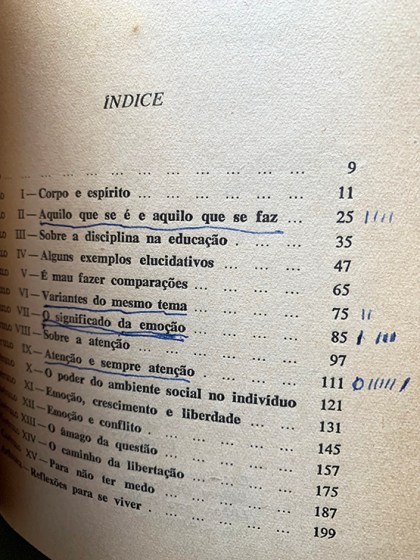 ÍNDICE
... ... ... ... ... ... ... ... 9
I — Corpo e espírito ... ... ... ... ... 11
II — Aquilo que se é e aquilo que se faz ... 25
III — Sobre a disciplina na educação . ... ... 35
IV — Alguns exemplos elucidativos ... ... ... 47
V — É mau fazer comparações ... ... ... 65
VI — Variantes do mesmo tema ... ... ... 75
VII — O significado da emoção ... ... ... 85
VIII — Sobre a atenção ... ... ... ... ... 97
IX — Atenção e sempre atenção . ... ... ... 111
X — O poder do ambiente social no indivíduo 121
XI — Emoção, crescimento e liberdade ... ... 131
XII — Emoção e conflito . ... ... ... ... 145
XIII — O âmago da questão ... ... ... ... 157
XIV — O caminho da libertação ... ... ... 175
XV — Para não ter medo ... ... ... ... 187
Reflexões para se viver . ... ... ... 199